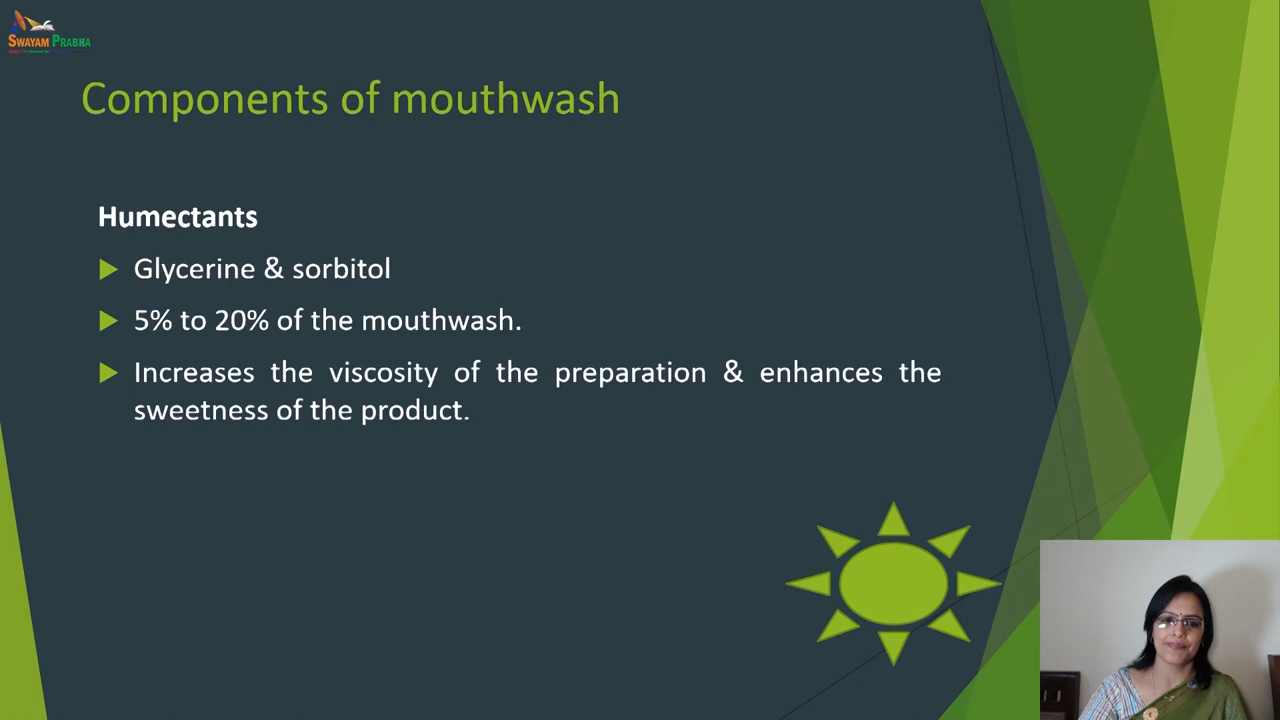 SWAYAM PRABHA
Components of mouthwash
Humectants
Glycerine & sorbitol
5% to 20% of the mouthwash.
Increases the viscosity of the preparation & enhances the
sweetness of the product.